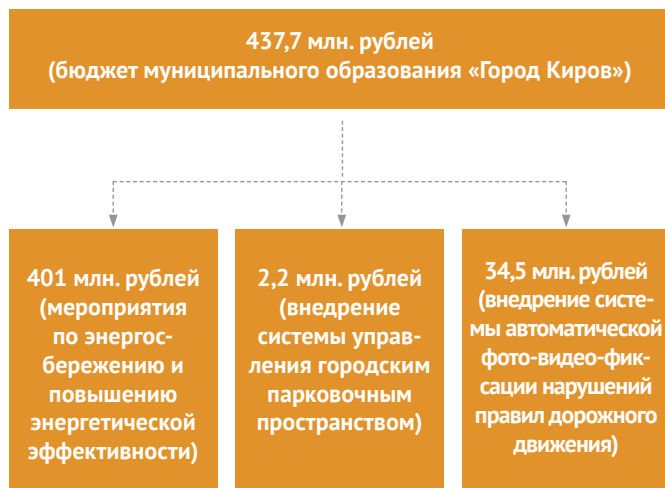 437,7 млн. рублей
(бюджет муниципального образования «Город Киров»)
401 млн. рублей
(мероприятия
по энергос-
бережению и
повышению
энергетической
эффективности)
2,2 млн. рублей
(внедрение
системы управ-
ления городским
парковочным
пространством)
34,5 млн. рублей
(внедрение систе-
мы автоматической
фото-видео-фик-
сации нарушений
правил дорожного
движения)